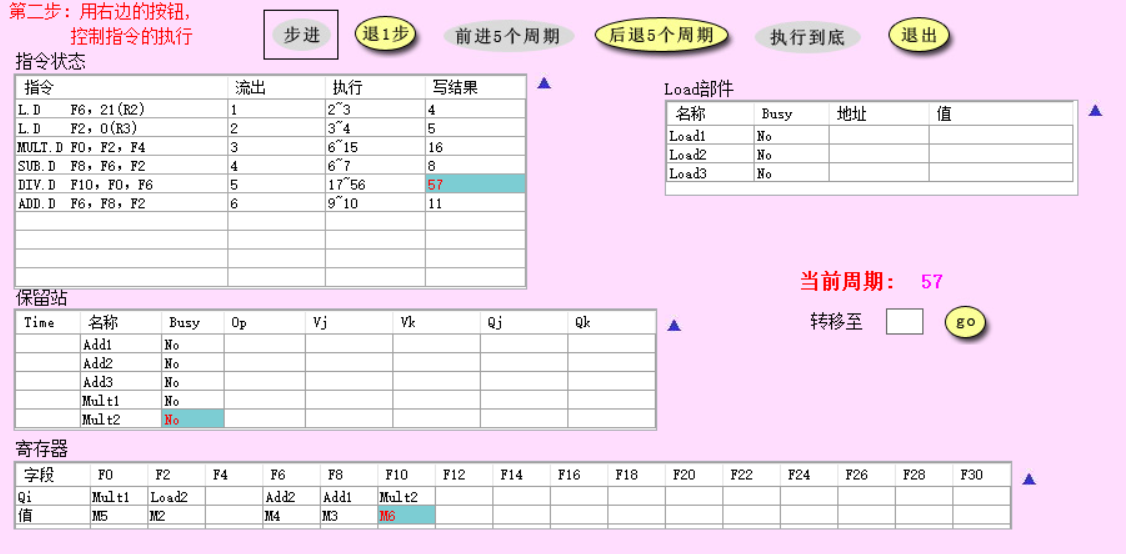 第二步：用右边的按钮，
控制指令的执行
步进 退1步 前进5个周期 后退5个周期 执行到底 退出
指令状态
指令 流出 执行 写结果
L.D F6，21(R2) 1 2~3 4
L.D F2，0(R3) 2 3~4 5
MULT.D F0，F2，F4 3 6~15 16
SUB.D F8，F6，F2 4 6~7 8
DIV.D F10，F0，F6 5 17~56 57
ADD.D F6，F8，F2 6 9~10 11
Load部件
名称 Busy 地址 值
Load1 No
Load2 No
Load3 No
当前周期： 57
转移至 go
保留站
Time 名称 Busy Op Vj Vk Qj Qk
Add1 No
Add2 No
Add3 No
Mult1 No
Mult2 No
寄存器
字段 F0 F2 F4 F6 F8 F10 F12 F14 F16 F18 F20 F22 F24 F26 F28 F30
Qi Mult1 Load2 Add2 Add1 Mult2
值 M5 M2 M4 M3 M6